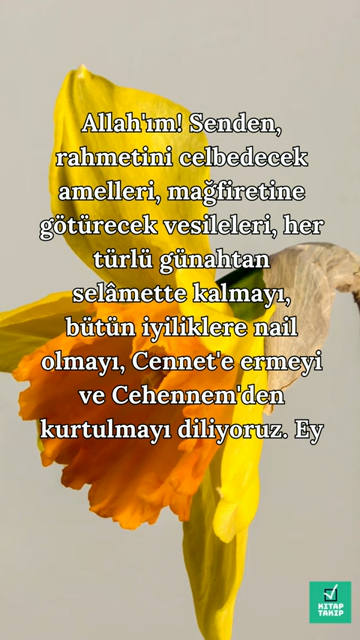 Allah'ım! Senden,
rahmetini celbedecek
amelleri, mağfiretine
götürecek vesileleri, her
türlü günahtan
selâmette kalmayı,
bütün iyiliklere nail
olmayı, Cennet'e ermeyi
ve Cehennem'den
kurtulmayı diliyoruz. Ey
KITAP
TAKIP